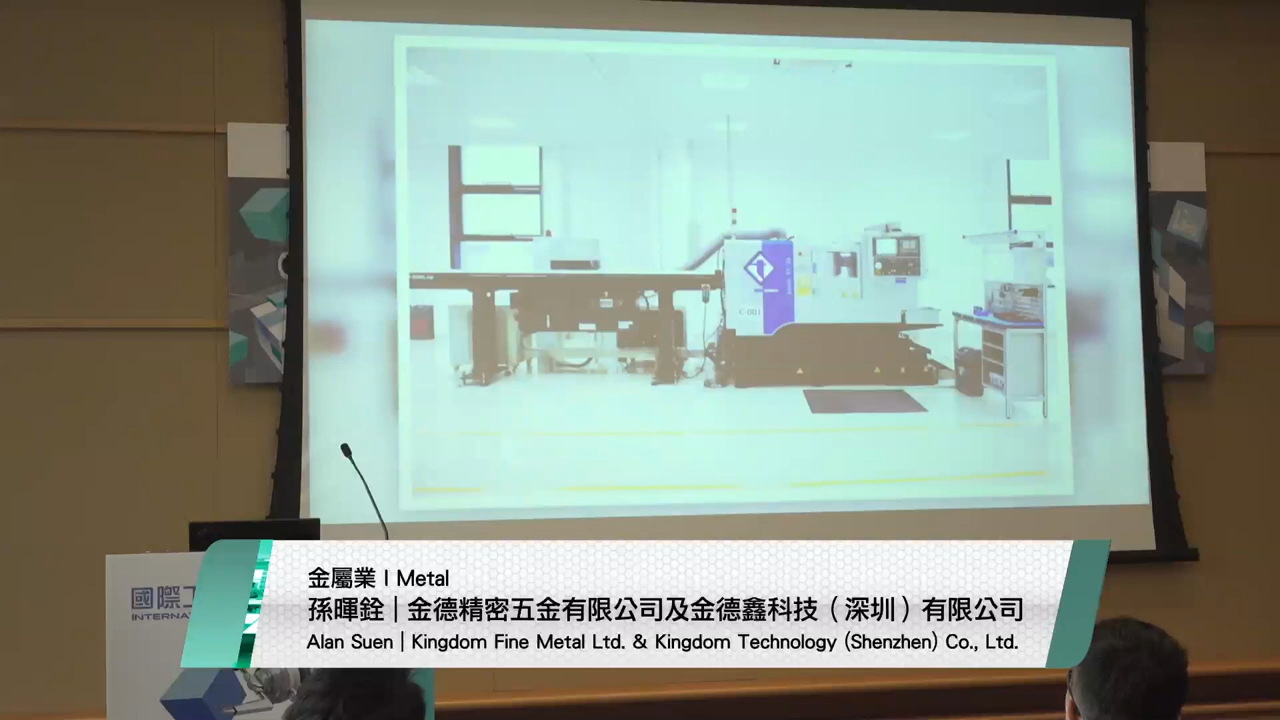 C-001
國際工
INTERNA
金屬業 | Metal
孫暉銓 | 金德精密五金有限公司及金德鑫科技（深圳）有限公司
Alan Suen | Kingdom Fine Metal Ltd. & Kingdom Technology (Shenzhen) Co., Ltd.